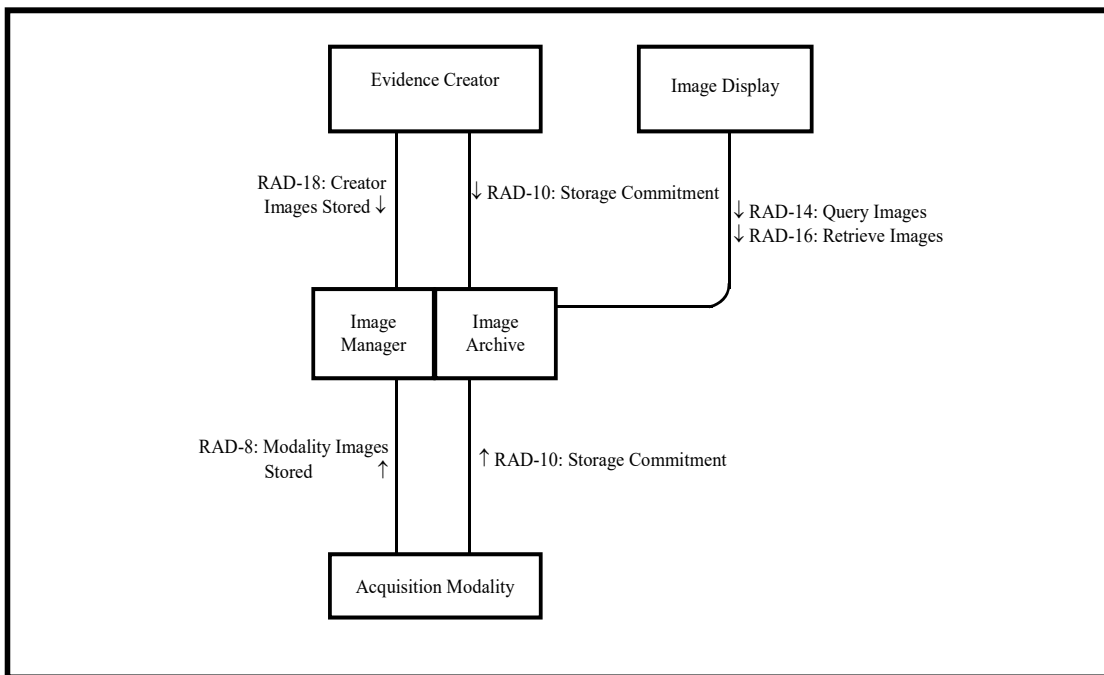 Evidence Creator
Image Display
RAD-18: Creator
Images Stored ↓
↓ RAD-10: Storage Commitment
↓ RAD-14: Query Images
↓ RAD-16: Retrieve Images
Image
Manager
Image
Archive
RAD-8: Modality Images
Stored ↑
↑ RAD-10: Storage Commitment
Acquisition Modality